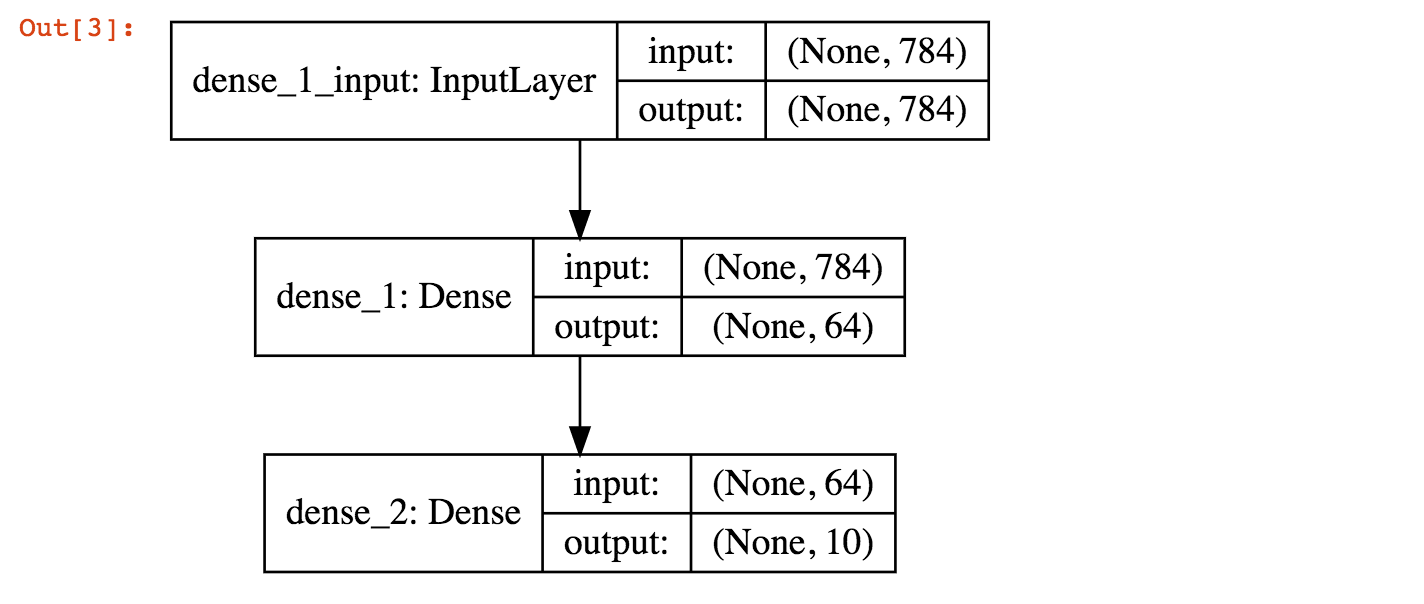 Out[3]:
dense_1_input: InputLayer
input: (None, 784)
output: (None, 784)
dense_1: Dense
input: (None, 784)
output: (None, 64)
dense_2: Dense
input: (None, 64)
output: (None, 10)